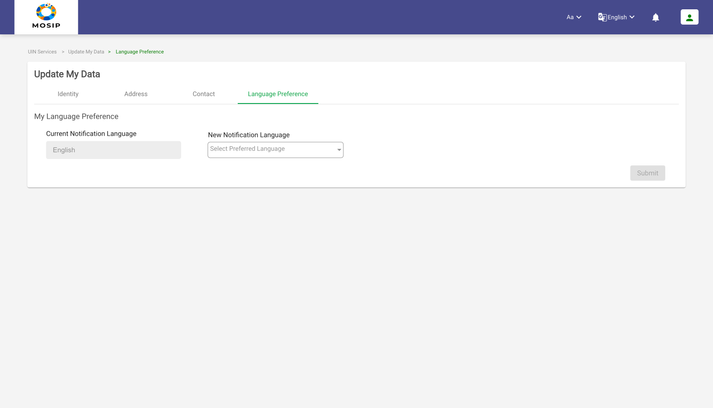 MOSIP
Aa
English
UIN Services > Update My Data > Language Preference
Update My Data
Identity Address Contact Language Preference
My Language Preference
Current Notification Language
New Notification Language
English
Select Preferred Language
Submit